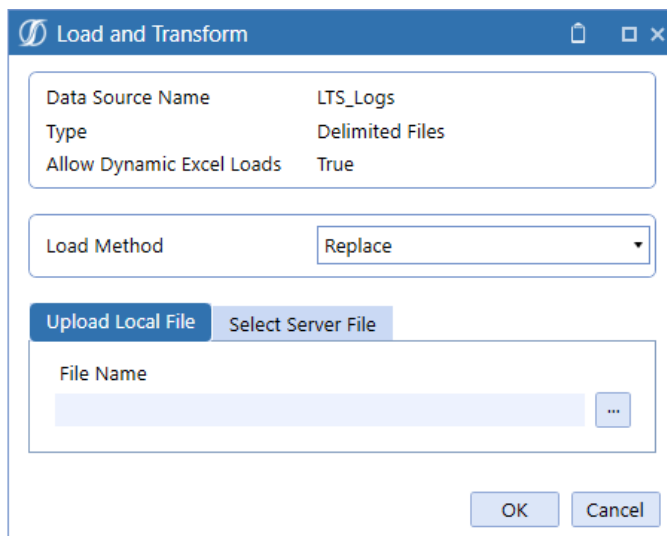 Load and Transform
Data Source Name LTS_Logs
Type Delimited Files
Allow Dynamic Excel Loads True
Load Method Replace
Upload Local File Select Server File
File Name
...
OK Cancel